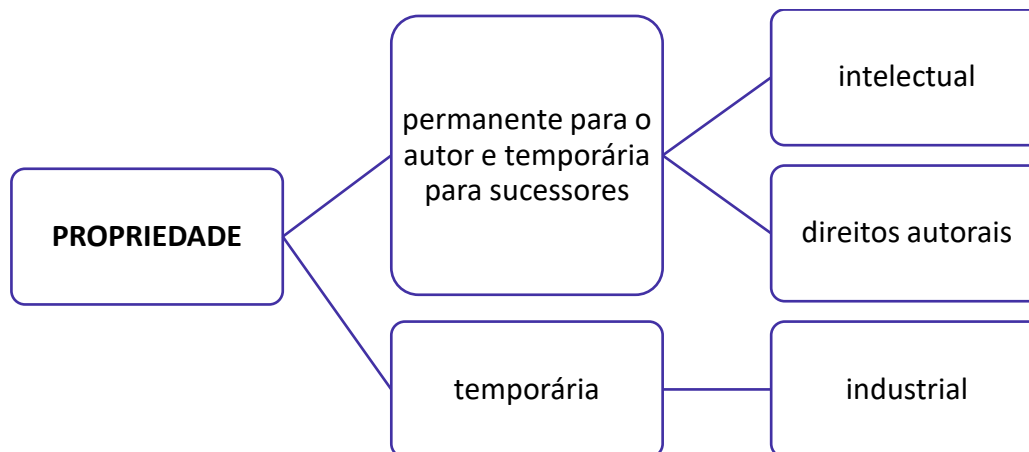 PROPRIEDADE
permanente para o
autor e temporária
para sucessores
intelectual
direitos autorais
temporária
industrial